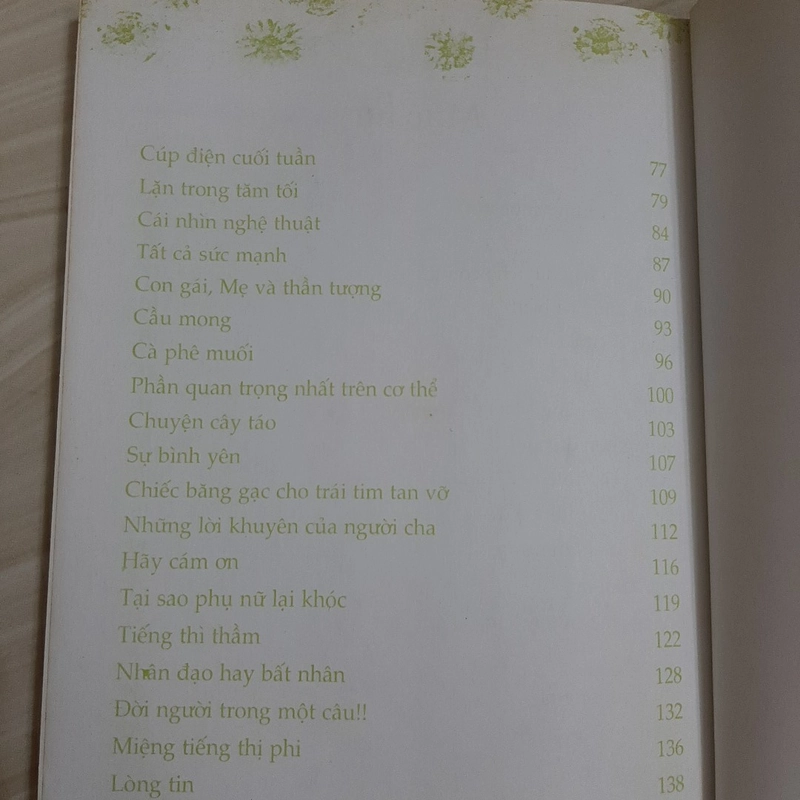 Cúp điện cuối tuần 77
Lặn trong tăm tối 79
Cái nhìn nghệ thuật 84
Tất cả sức mạnh 87
Con gái, Mẹ và thần tượng 90
Cầu mong 93
Cà phê muối 96
Phần quan trọng nhất trên cơ thể 100
Chuyện cây táo 103
Sự bình yên 107
Chiếc băng gạc cho trái tim tan vỡ 109
Những lời khuyên của người cha 112
Hãy cám ơn 116
Tại sao phụ nữ lại khóc 119
Tiếng thì thầm 122
Nhân đạo hay bất nhân 128
Đời người trong một câu!! 132
Miệng tiếng thị phi 136
Lòng tin 138